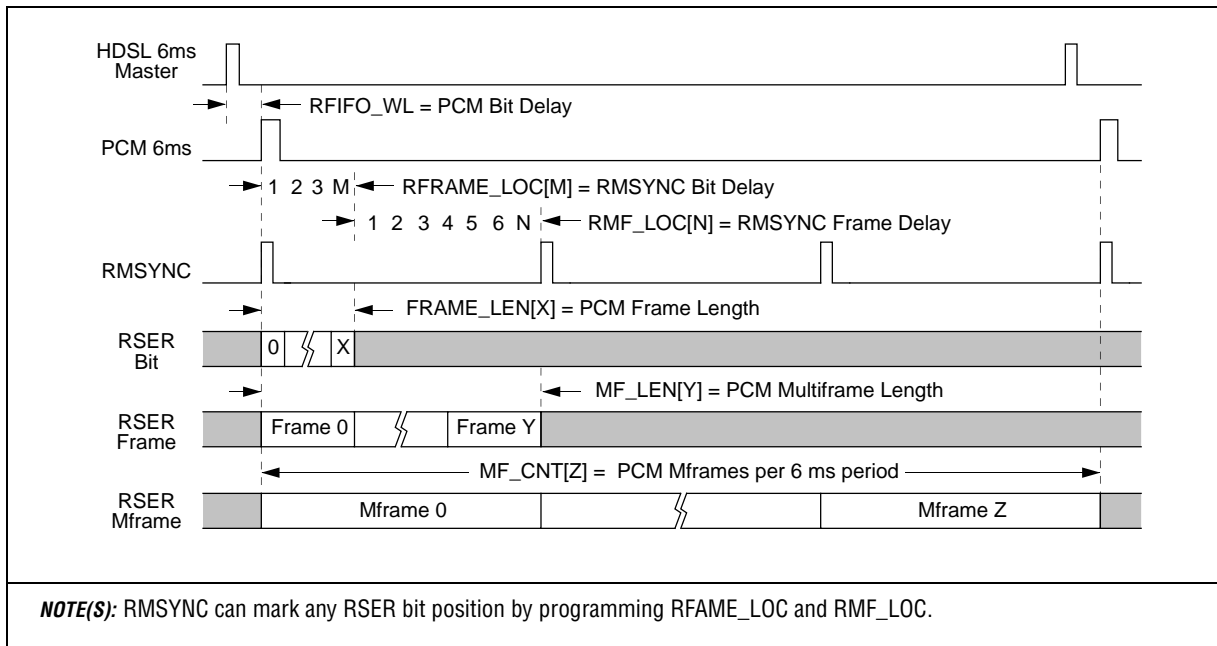 HDSL 6ms
Master
RFIFO_WL = PCM Bit Delay
PCM 6ms
1 2 3 M RFRAME_LOC[M] = RMSYNC Bit Delay
1 2 3 4 5 6 N RMF_LOC[N] = RMSYNC Frame Delay
RMSYNC
FRAME_LEN[X] = PCM Frame Length
RSER
Bit
0 X
MF_LEN[Y] = PCM Multiframe Length
RSER
Frame
Frame 0 Frame Y
MF_CNT[Z] = PCM Mframes per 6 ms period
RSER
Mframe
Mframe 0 Mframe Z
NOTE(S): RMSYNC can mark any RSER bit position by programming RFAME_LOC and RMF_LOC.